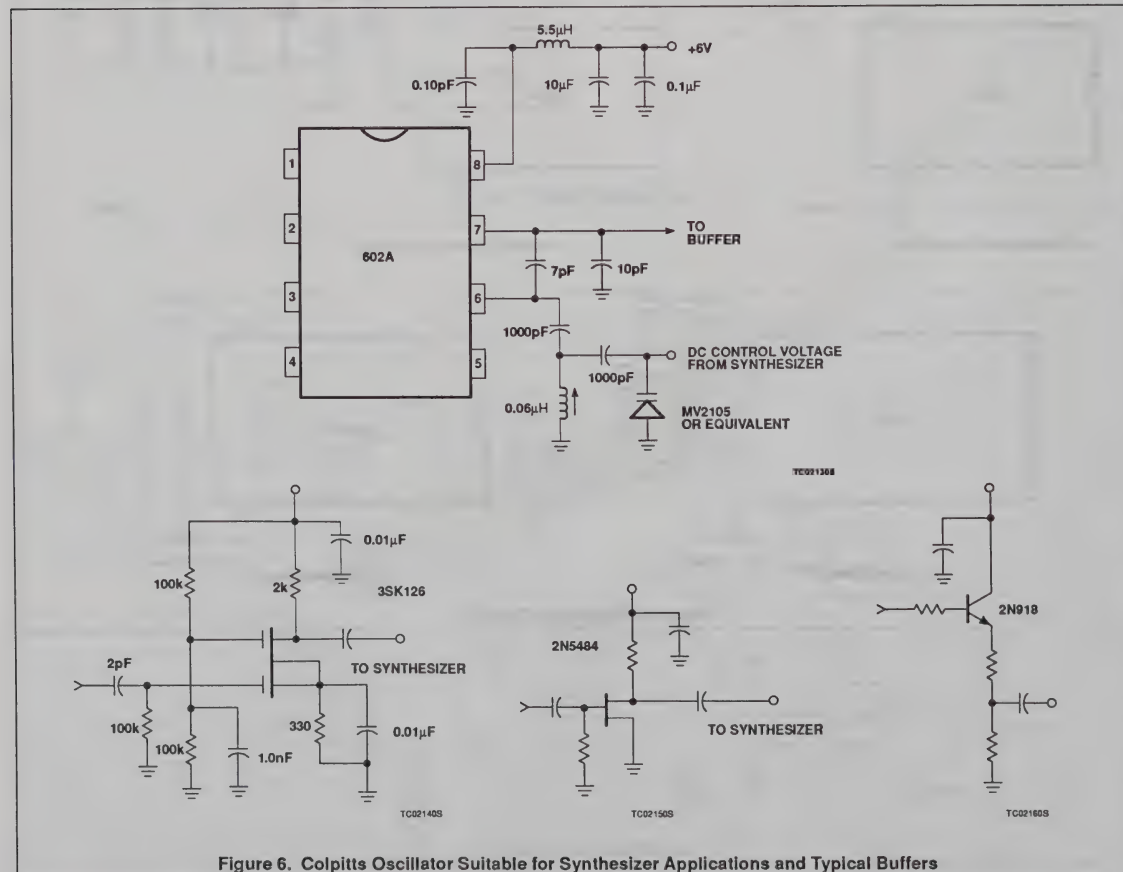 5.5µH
+6V
0.10pF
10µF
0.1µF
1
8
2
7
TO
BUFFER
602A
7pF
10pF
3
6
1000pF
4
5
1000pF
DC CONTROL VOLTAGE
FROM SYNTHESIZER
0.06µH
MV2105
OR EQUIVALENT
TC02130S
0.01µF
100k
2k
3SK126
2pF
TO SYNTHESIZER
100k
100k
1.0nF
330
0.01µF
TC02140S
2N5484
TO SYNTHESIZER
TC02150S
2N918
TC02160S
Figure 6. Colpitts Oscillator Suitable for Synthesizer Applications and Typical Buffers